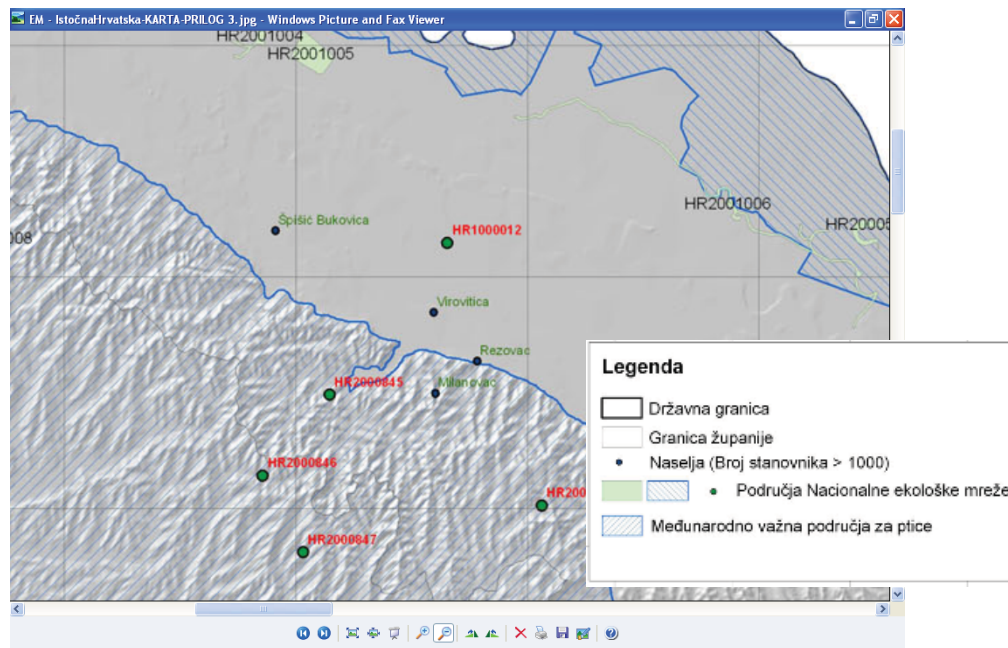 EM - IstočnaHrvatska-KARTA-PRILOG 3.jpg - Windows Picture and Fax Viewer
HR2001004
HR2001005
HR2001006
HR2000
Špišić Bukovica
HR1000012
Virovitica
Rezovac
HR2000845
Milanovac
HR2000846
HR200
HR2000847
Legenda
Državna granica
Granica županije
Naselja (Broj stanovnika > 1000)
Područja Nacionalne ekološke mreže
Međunarodno važna područja za ptice